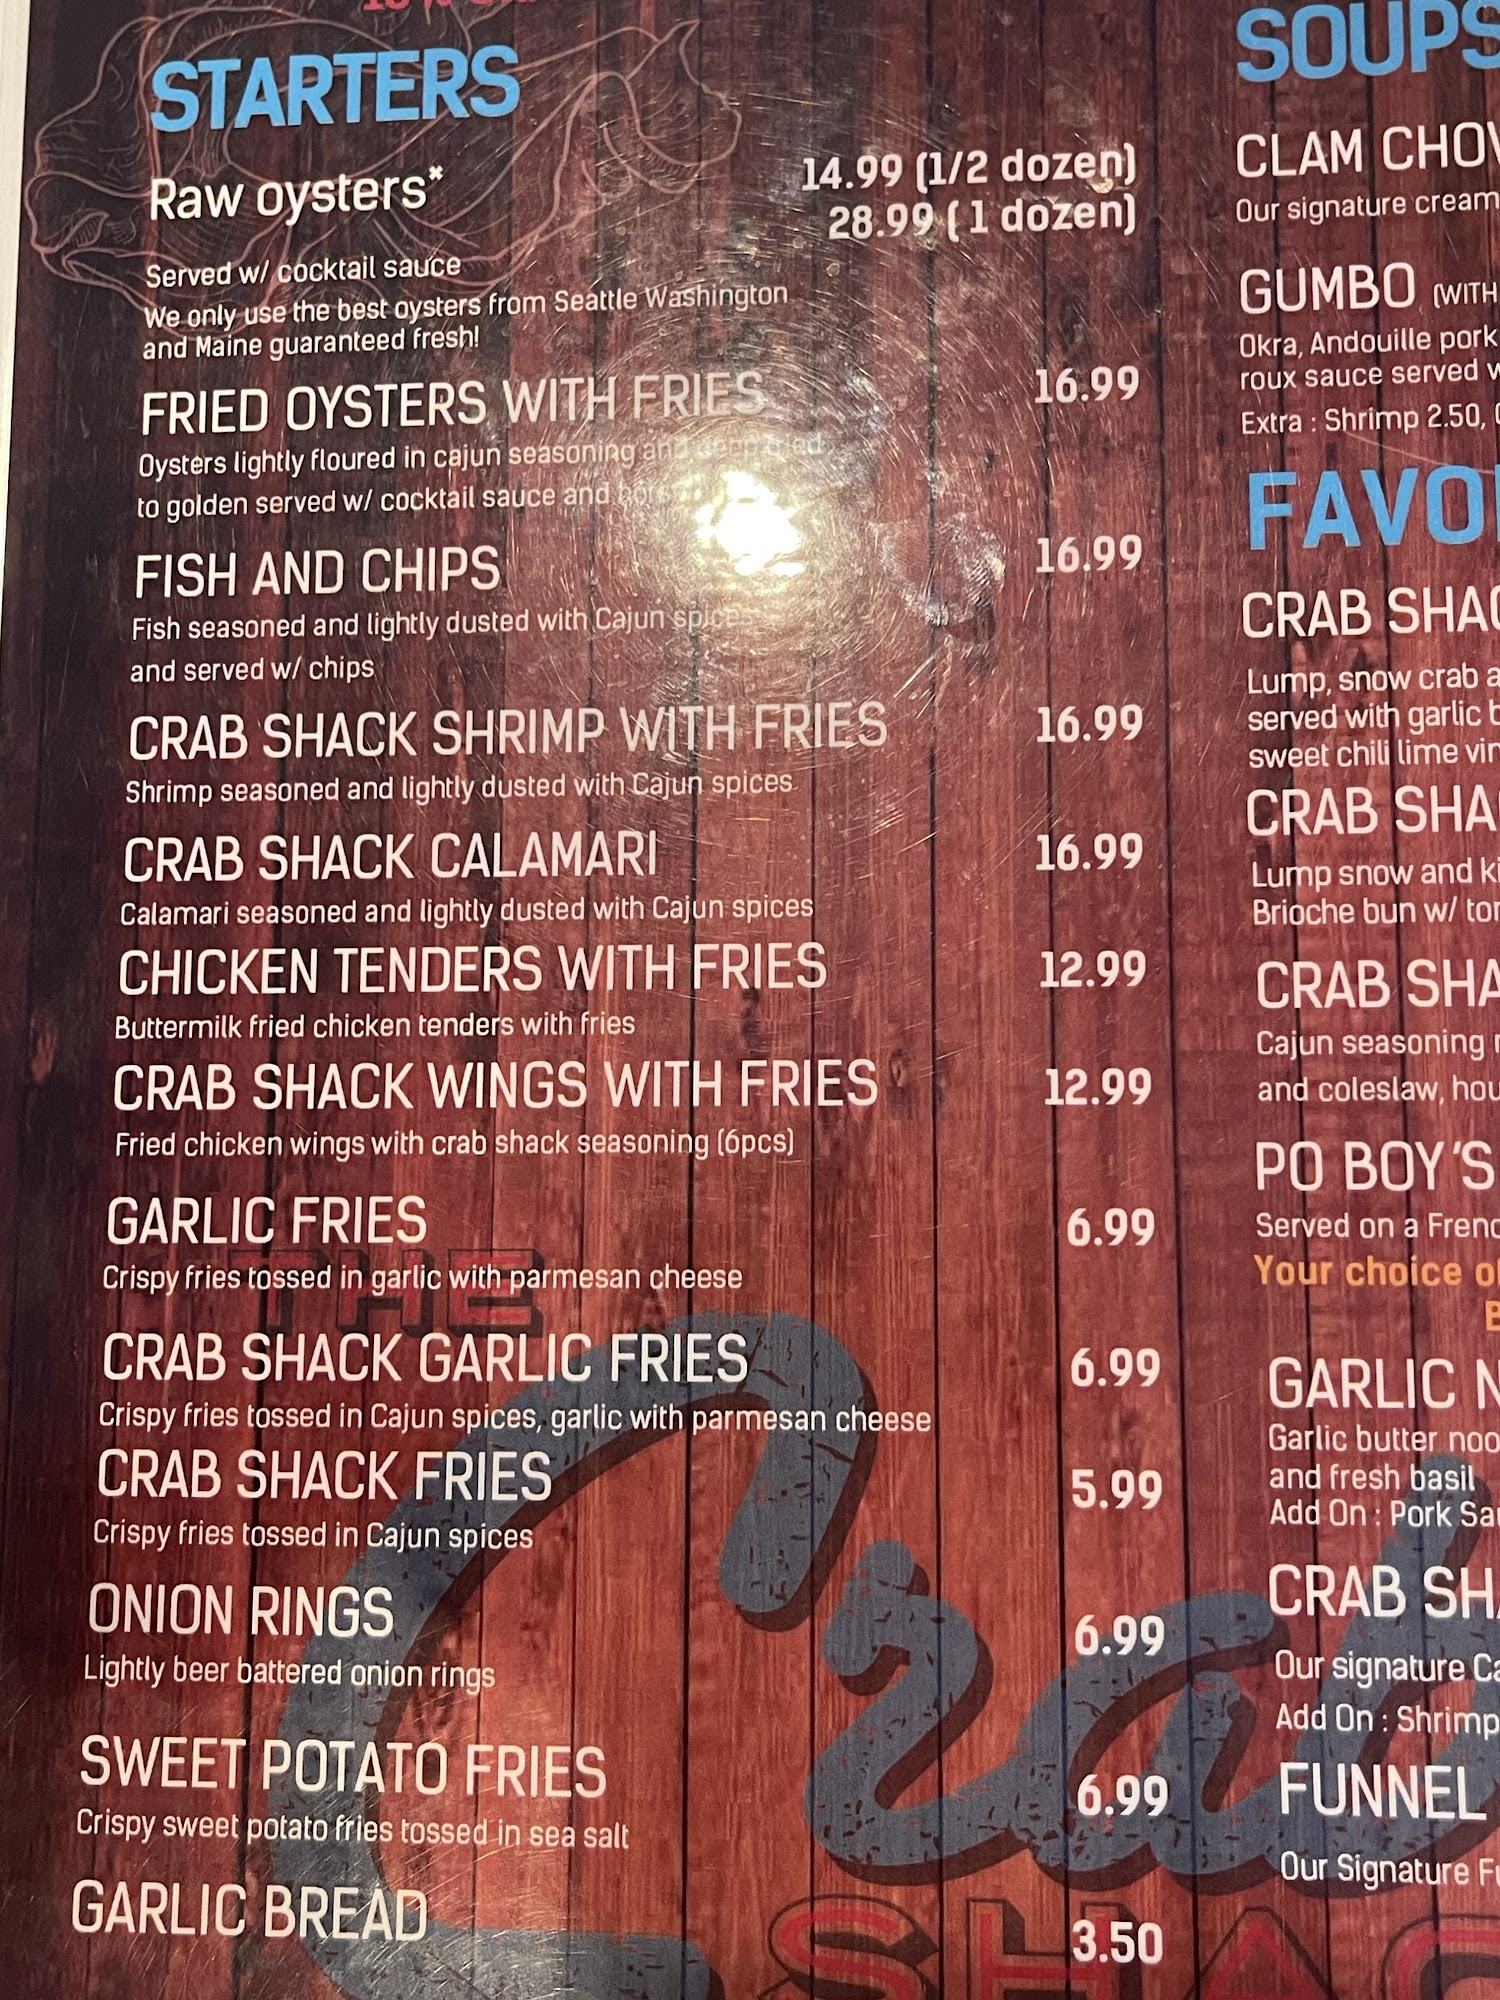 STARTERS
Raw oysters*
14.99 (1/2 dozen)
28.99 ( 1 dozen)
Served w/ cocktail sauce
We only use the best oysters from Seattle Washington
and Maine guaranteed fresh!
FRIED OYSTERS WITH FRIES 16.99
Oysters lightly floured in cajun seasoning and deep fried
to golden served w/ cocktail sauce and
FISH AND CHIPS 16.99
Fish seasoned and lightly dusted with Cajun spices
and served w/ chips
CRAB SHACK SHRIMP WITH FRIES 16.99
Shrimp seasoned and lightly dusted with Cajun spices
CRAB SHACK CALAMARI 16.99
Calamari seasoned and lightly dusted with Cajun spices
CHICKEN TENDERS WITH FRIES 12.99
Buttermilk fried chicken tenders with fries
CRAB SHACK WINGS WITH FRIES 12.99
Fried chicken wings with crab shack seasoning (6pcs)
GARLIC FRIES 6.99
Crispy fries tossed in garlic with parmesan cheese
CRAB SHACK GARLIC FRIES 6.99
Crispy fries tossed in Cajun spices, garlic with parmesan cheese
CRAB SHACK FRIES 5.99
Crispy fries tossed in Cajun spices
ONION RINGS 6.99
Lightly beer battered onion rings
SWEET POTATO FRIES 6.99
Crispy sweet potato fries tossed in sea salt
GARLIC BREAD 3.50
THE
Crab
SHAC
SOUPS
CLAM
Our signature cream
GUMBO (WITH
Okra, Andouille pork
roux sauce served
Extra : Shrimp 2.50,
FAVO
CRAB SHAC
Lump, snow crab
served with garlic
sweet chili lime
CRAB SHA
Lump snow and
Brioche bun w/
CRAB SHA
Cajun seasoning
and coleslaw,
PO BOY'S
Served on a
Your choice
GARLIC
Garlic butter
and fresh basil
Add On : Pork
CRAB SH
Our signature
Add On : Shrimp
FUNNEL
Our Signature